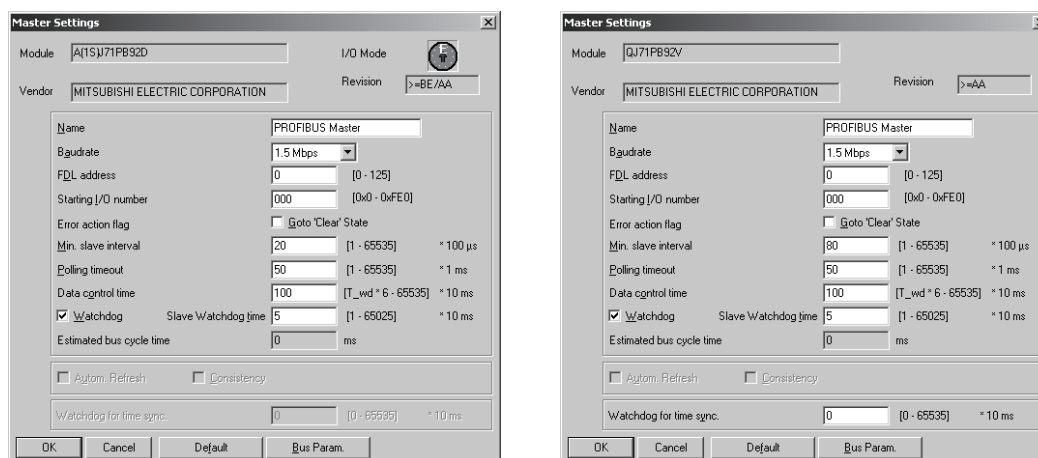 Master Settings
Module A(1S)J71PB92D I/O Mode
Revision >=BE/AA
Vendor MITSUBISHI ELECTRIC CORPORATION
Name PROFIBUS Master
Baudrate 1.5 Mbps
FDL address 0 [0 - 125]
Starting I/O number 000 [0x0 - 0xFE0]
Error action flag Goto 'Clear' State
Min. slave interval 20 [1 - 65535] * 100 µs
Polling timeout 50 [1 - 65535] * 1 ms
Data control time 100 [T_wd * 6 - 65535] * 10 ms
Watchdog Slave Watchdog time 5 [1 - 65025] * 10 ms
Estimated bus cycle time 0 ms
Autom. Refresh Consistency
Watchdog for time sync. 0 [0 - 65535] * 10 ms
OK Cancel Default Bus Param.
Master Settings
Module QJ71PB92V
Revision >=AA
Vendor MITSUBISHI ELECTRIC CORPORATION
Name PROFIBUS Master
Baudrate 1.5 Mbps
FDL address 0 [0 - 125]
Starting I/O number 000 [0x0 - 0xFE0]
Error action flag Goto 'Clear' State
Min. slave interval 80 [1 - 65535] * 100 µs
Polling timeout 50 [1 - 65535] * 1 ms
Data control time 100 [T_wd * 6 - 65535] * 10 ms
Watchdog Slave Watchdog time 5 [1 - 65025] * 10 ms
Estimated bus cycle time 0 ms
Autom. Refresh Consistency
Watchdog for time sync. 0 [0 - 65535] * 10 ms
OK Cancel Default Bus Param.